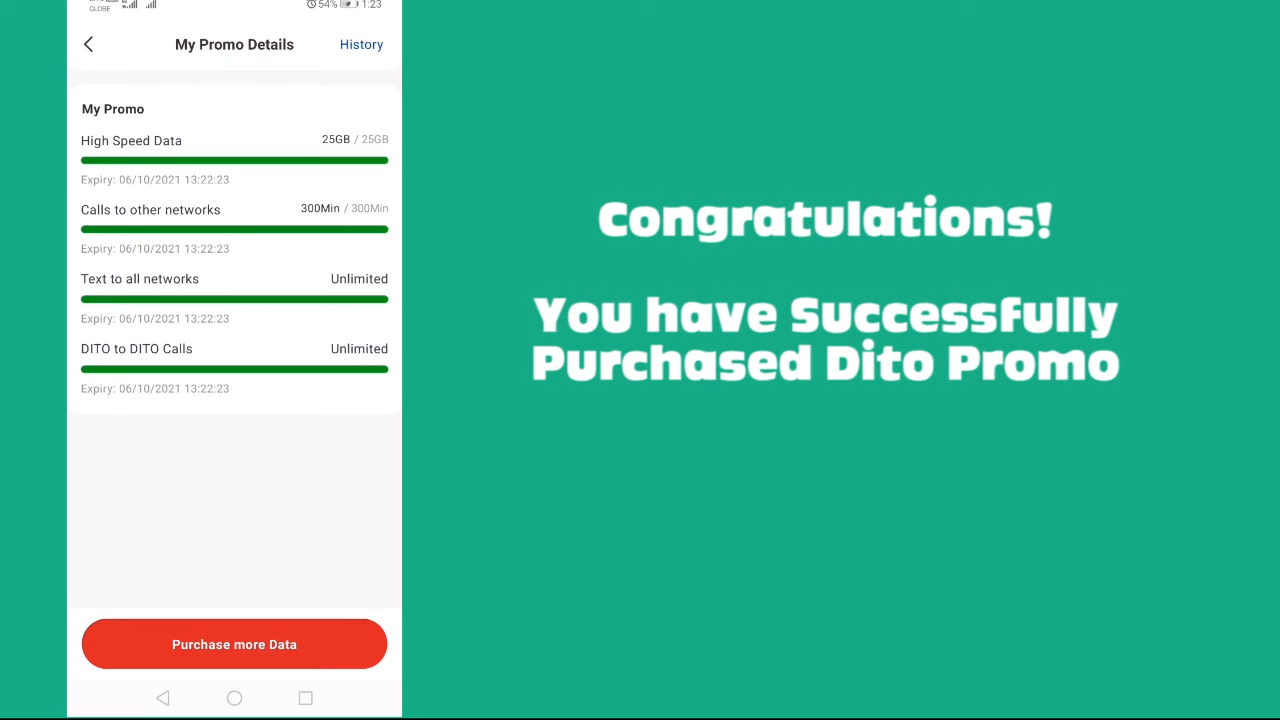 GLOBE 54% 1:23
My Promo Details History
My Promo
High Speed Data 25GB / 25GB
Expiry: 06/10/2021 13:22:23
Calls to other networks 300Min / 300Min
Expiry: 06/10/2021 13:22:23
Text to all networks Unlimited
Expiry: 06/10/2021 13:22:23
DITO to DITO Calls Unlimited
Expiry: 06/10/2021 13:22:23
Purchase more Data
Congratulations!
You have Successfully
Purchased Dito Promo